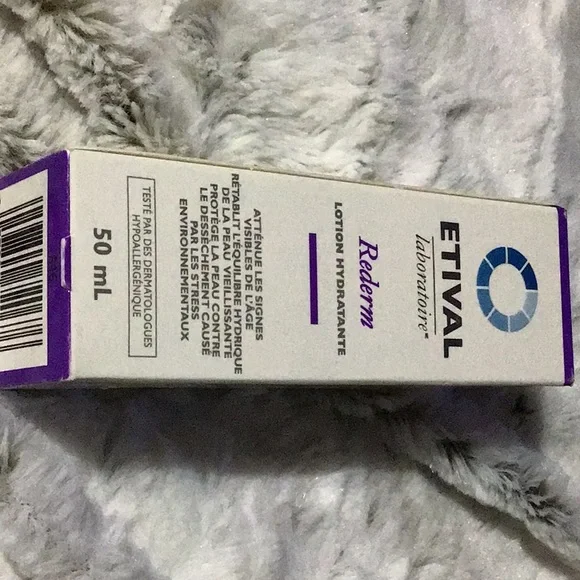 ETIVAL
laboratoire™
Rederm
LOTION HYDRATANTE
ATTÉNUE LES SIGNES
VISIBLES DE L'ÂGE
RÉTABLIT L'ÉQUILIBRE HYDRIQUE
DE LA PEAU VIEILLISSANTE
PROTÈGE LA PEAU CONTRE
LE DESSÈCHEMENT CAUSÉ
PAR LES STRESS
ENVIRONNEMENTAUX
TESTÉ PAR DES DERMATOLOGUES
HYPOALLERGÉNIQUE
50 mL